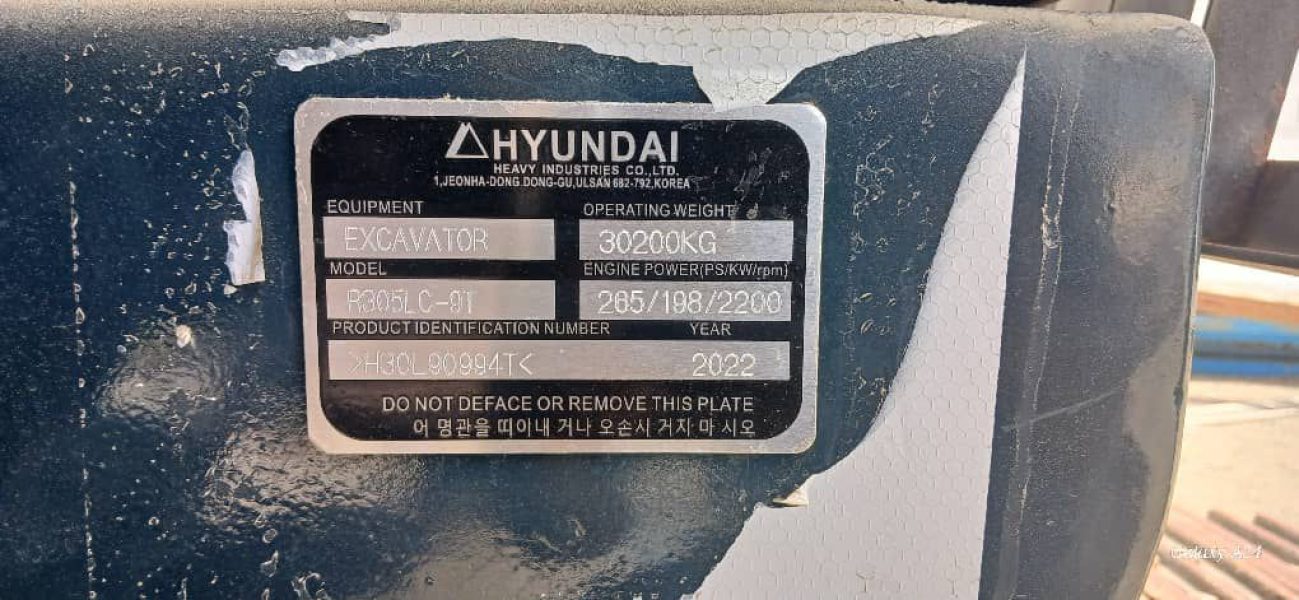 HYUNDAI
HEAVY INDUSTRIES CO.,LTD.
1,JEONHA-DONG.DONG-GU,ULSAN 682-792,KOREA
EQUIPMENT OPERATING WEIGHT
EXCAVATOR 30200KG
MODEL ENGINE POWER(PS/KW/rpm)
R305LC-9T 265/198/2200
PRODUCT IDENTIFICATION NUMBER YEAR
>H30L90994T< 2022
DO NOT DEFACE OR REMOVE THIS PLATE
어 명관을 띠이내 거나 오손시 거지 마 시오
Galaxy A24